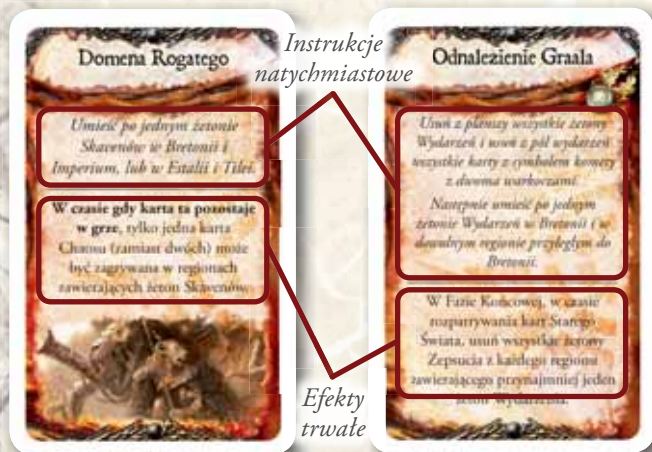 Domena Rogatego
Umieść po jednym żetonie
Skavenów w Bretonii i
Imperium, lub w Estalii i Tilei.
W czasie gdy karta ta pozostaje
w grze, tylko jedna karta
Chaosu (zamiast dwóch) może
być zagrywana w regionach
zawierających żeton Skavenów.
Instrukcje
natychmiastowe
Efekty
trwałe
Odnalezienie Graala
Usuń z planszy wszystkie żetony
Wydarzeń i usuń z pól wydarzeń
wszystkie karty z symbolem komety
z dwoma warkoczami.
Następnie umieść po jednym
żetonie Wydarzeń w Bretonii i w
dowolnym regionie przyległym do
Bretonii.
W Fazie Końcowej, w czasie
rozpatrywania kart Starego
Świata, usuń wszystkie żetony
Zepsucia z każdego regionu
zawierającego przynajmniej jeden
żeton Wydarzenia.